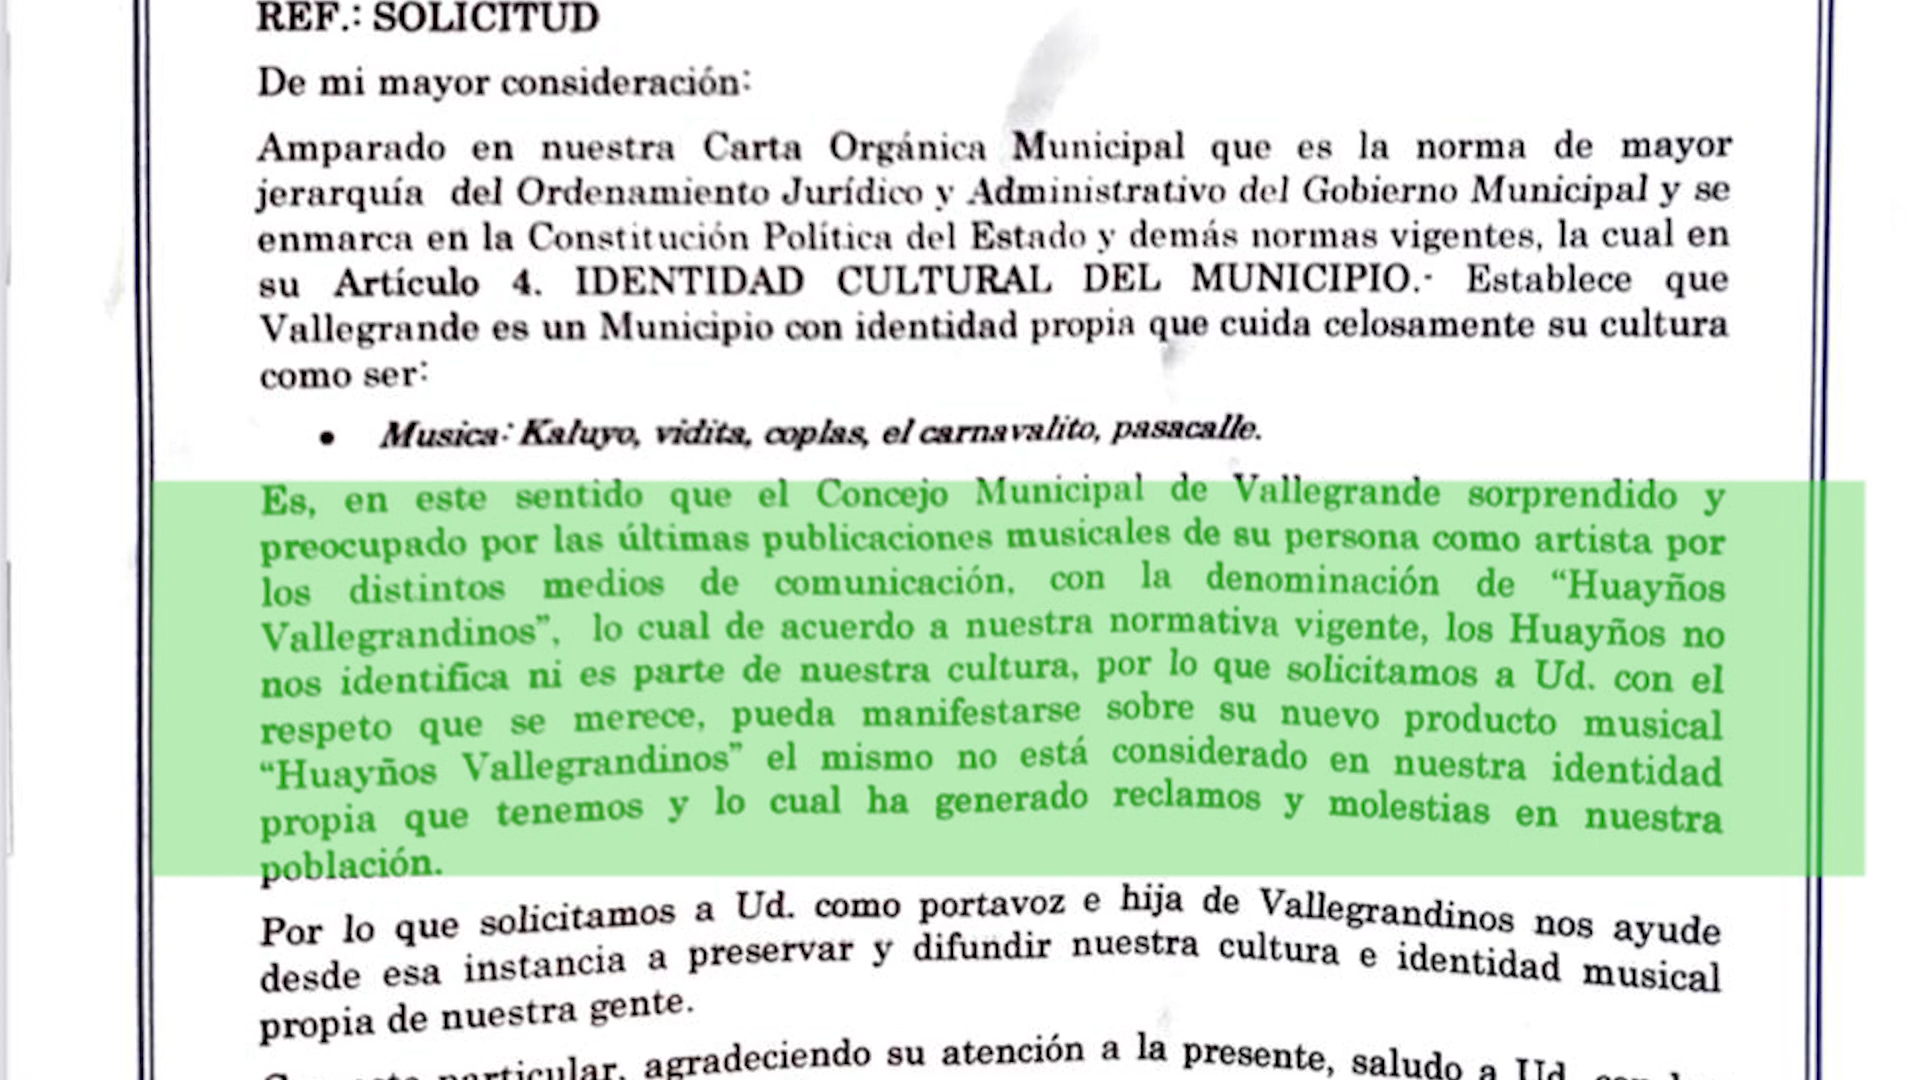 REF.: SOLICITUD
De mi mayor consideración:
Amparado en nuestra Carta Orgánica Municipal que es la norma de mayor
jerarquía del Ordenamiento Jurídico y Administrativo del Gobierno Municipal y se
enmarca en la Constitución Política del Estado y demás normas vigentes, la cual en
su Artículo 4. IDENTIDAD CULTURAL DEL MUNICIPIO.- Establece que
Vallegrande es un Municipio con identidad propia que cuida celosamente su cultura
como ser:
• Musica: Kaluyo, vidita, coplas, el carnavalito, pasacalle.
Es, en este sentido que el Concejo Municipal de Vallegrande sorprendido y
preocupado por las últimas publicaciones musicales de su persona como artista por
los distintos medios de comunicación, con la denominación de “Huayños
Vallegrandinos”, lo cual de acuerdo a nuestra normativa vigente, los Huayños no
nos identifica ni es parte de nuestra cultura, por lo que solicitamos a Ud. con el
respeto que se merece, pueda manifestarse sobre su nuevo producto musical
“Huayños Vallegrandinos” el mismo no está considerado en nuestra identidad
propia que tenemos y lo cual ha generado reclamos y molestias en nuestra
población.
Por lo que solicitamos a Ud. como portavoz e hija de Vallegrandinos nos ayude
desde esa instancia a preservar y difundir nuestra cultura e identidad musical
propia de nuestra gente.
particular, agradeciendo su atención a la presente, saludo a Ud.